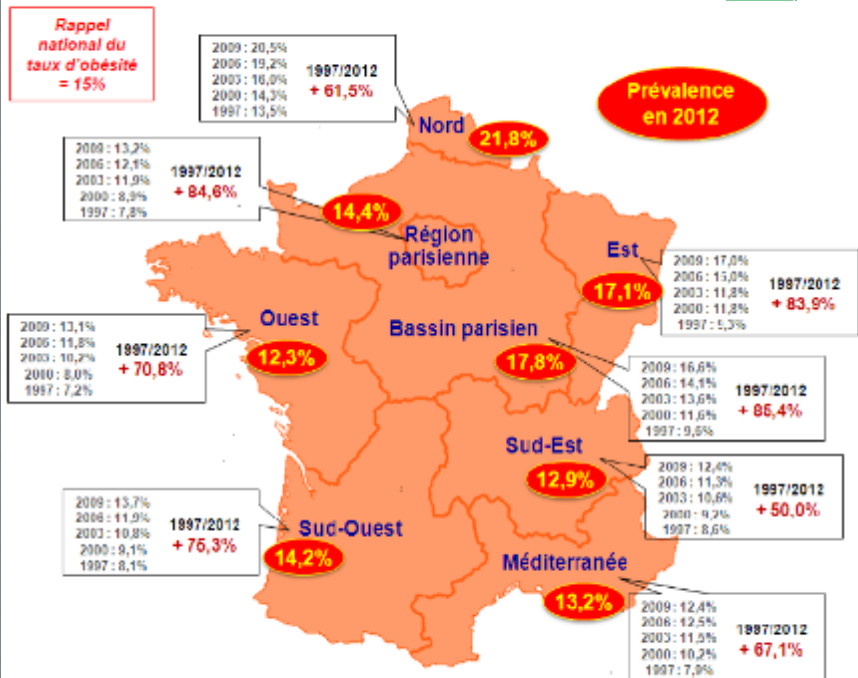 Rappel
national du
taux d'obésité
= 15%
2009 : 20,5%
2006 : 19,2%
2003 : 16,0%
2000 : 14,3%
1997 : 13,5%
1997/2012
+ 61,5%
Prévalence
en 2012
Nord
21,8%
2009 : 13,2%
2006 : 12,1%
2003 : 11,9%
2000 : 8,9%
1997 : 7,8%
1997/2012
+ 84,6%
14,4%
Région
parisienne
Est
17,1%
2009 : 17,0%
2006 : 15,0%
2003 : 11,8%
2000 : 11,8%
1997 : 9,3%
1997/2012
+ 83,9%
Ouest
12,3%
2009 : 13,1%
2006 : 11,8%
2003 : 10,2%
2000 : 8,0%
1997 : 7,2%
1997/2012
+ 70,8%
Bassin parisien
17,8%
2009 : 16,6%
2006 : 14,1%
2003 : 13,6%
2000 : 11,6%
1997 : 9,6%
1997/2012
+ 85,4%
Sud-Est
12,9%
2009 : 12,4%
2006 : 11,3%
2003 : 10,6%
2000 : 9,2%
1997 : 8,6%
1997/2012
+ 50,0%
2009 : 13,7%
2006 : 11,9%
2003 : 10,8%
2000 : 9,1%
1997 : 8,1%
1997/2012
+ 75,3%
Sud-Ouest
14,2%
Méditerranée
13,2%
2009 : 12,4%
2006 : 12,5%
2003 : 11,5%
2000 : 10,2%
1997 : 7,9%
1997/2012
+ 67,1%